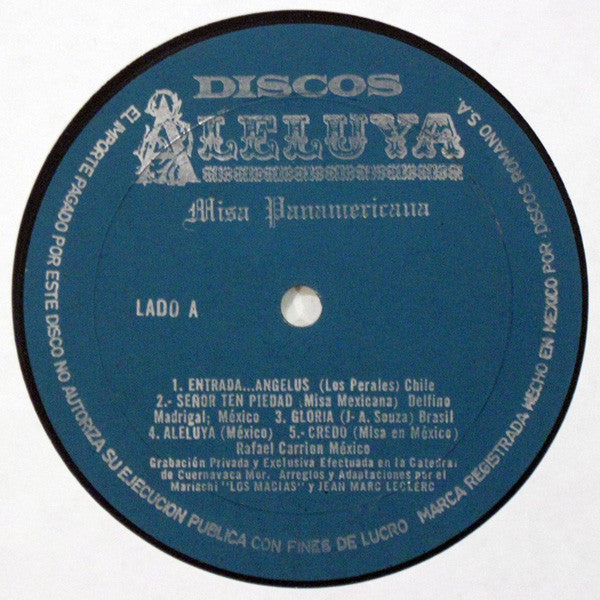 DISCOS
ALELUYA
Misa Panamericana
LADO A
1. ENTRADA...ANGELUS (Los Perales) Chile
2.- SEÑOR TEN PIEDAD (Misa Mexicana) Delfino
Madrigal; México 3. GLORIA (J- A. Souza) Brasil
4. ALELUYA (México) 5.- CREDO (Misa en México)
Rafael Carrion México
Grabación Privada y Exclusiva Efectuada en la Catedral
de Cuernavaca Mor. Arreglos y Adaptaciones por el
Mariachi "LOS MACIAS" y JEAN MARC LECLERC
EL IMPORTE PAGADO POR ESTE DISCO NO AUTORIZA SU EJECUCION PUBLICA CON FINES DE LUCRO
MARCA REGISTRADA HECHO EN MEXICO POR DISCOS ROMANO S.A.